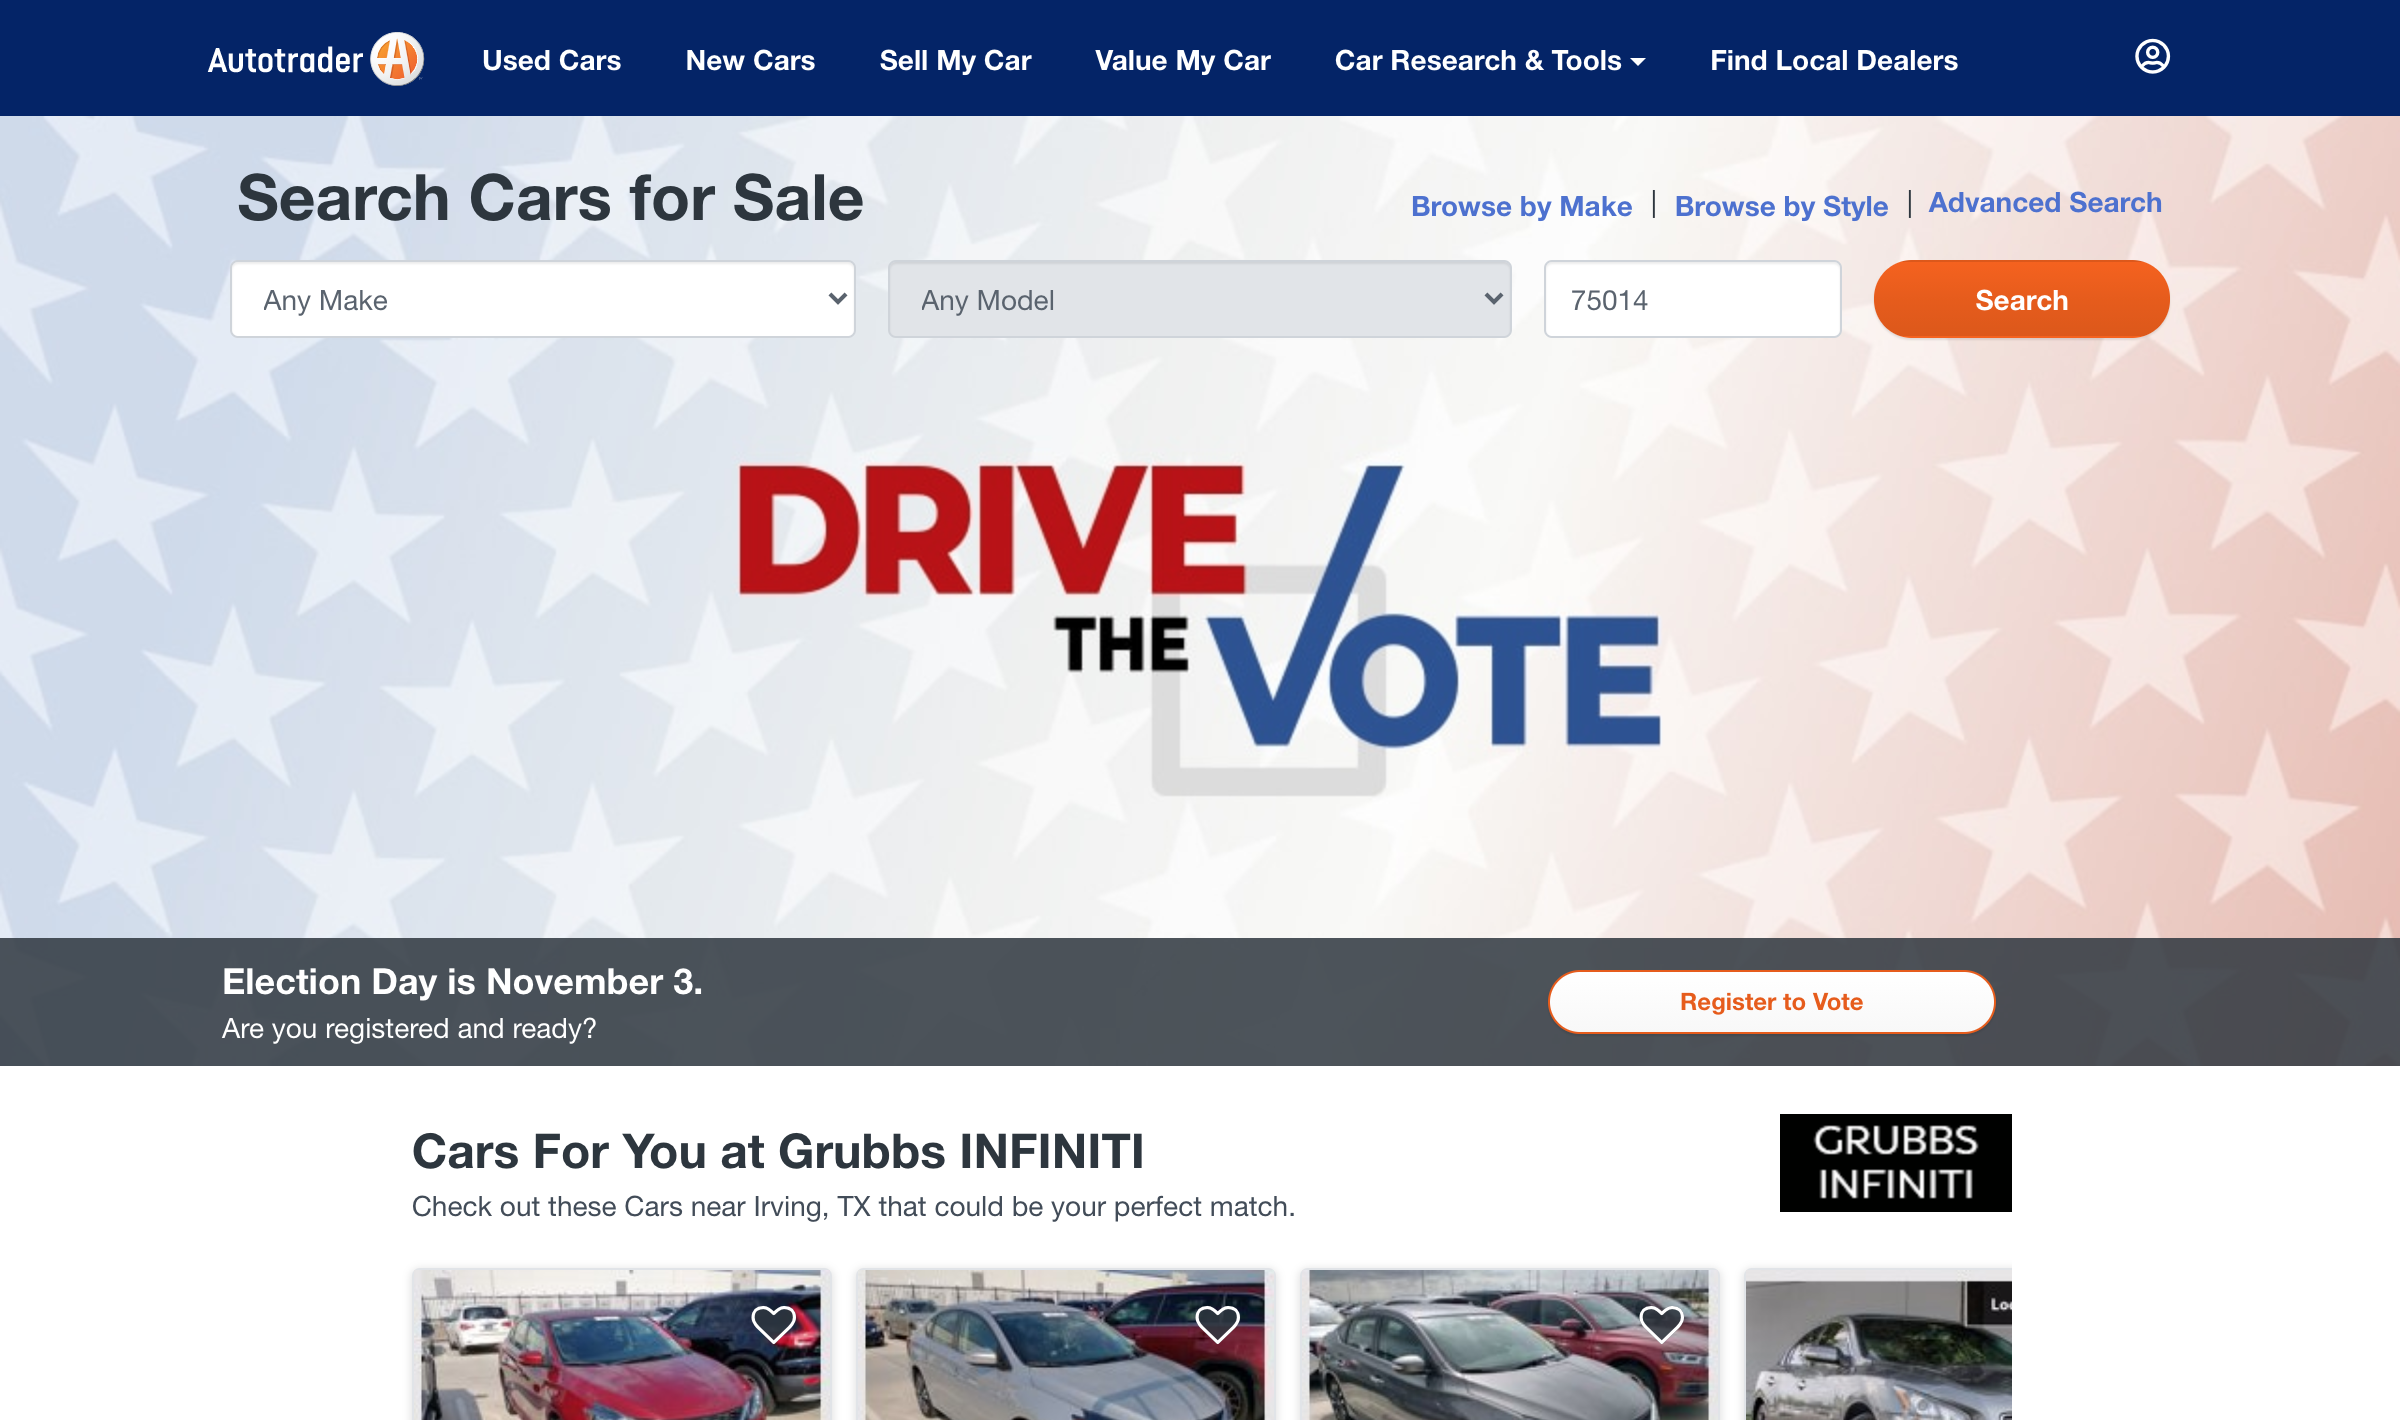 Autotrader
Used Cars
New Cars
Sell My Car
Value My Car
Car Research & Tools
Find Local Dealers
Search Cars for Sale
Browse by Make | Browse by Style | Advanced Search
Any Make
Any Model
75014
Search
DRIVE
THE VOTE
Election Day is November 3.
Are you registered and ready?
Register to Vote
Cars For You at Grubbs INFINITI
Check out these Cars near Irving, TX that could be your perfect match.
GRUBBS
INFINITI